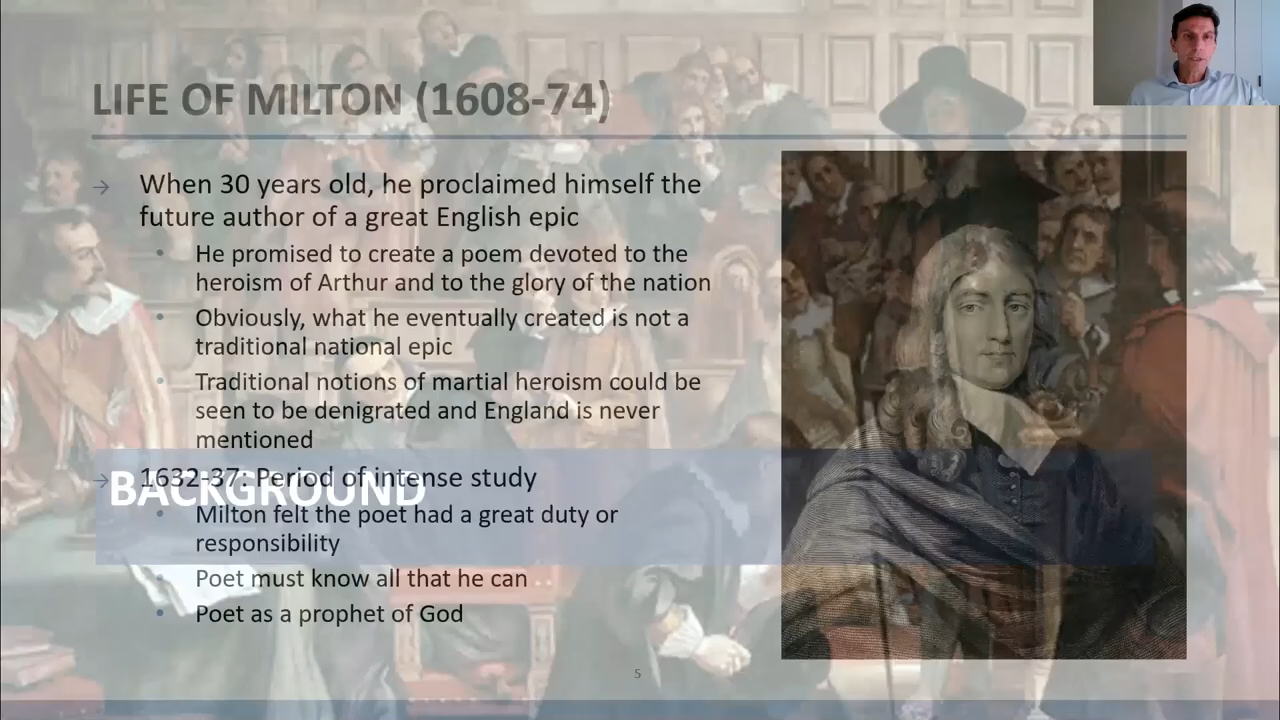 LIFE OF MILTON (1608-74)
→ When 30 years old, he proclaimed himself the
future author of a great English epic
• He promised to create a poem devoted to the
heroism of Arthur and to the glory of the nation
• Obviously, what he eventually created is not a
traditional national epic
• Traditional notions of martial heroism could be
seen to be denigrated and England is never
mentioned
→ 1632-37: Period of intense study
BACKGROUND
• Milton felt the poet had a great duty or
responsibility
• Poet must know all that he can
• Poet as a prophet of God
5